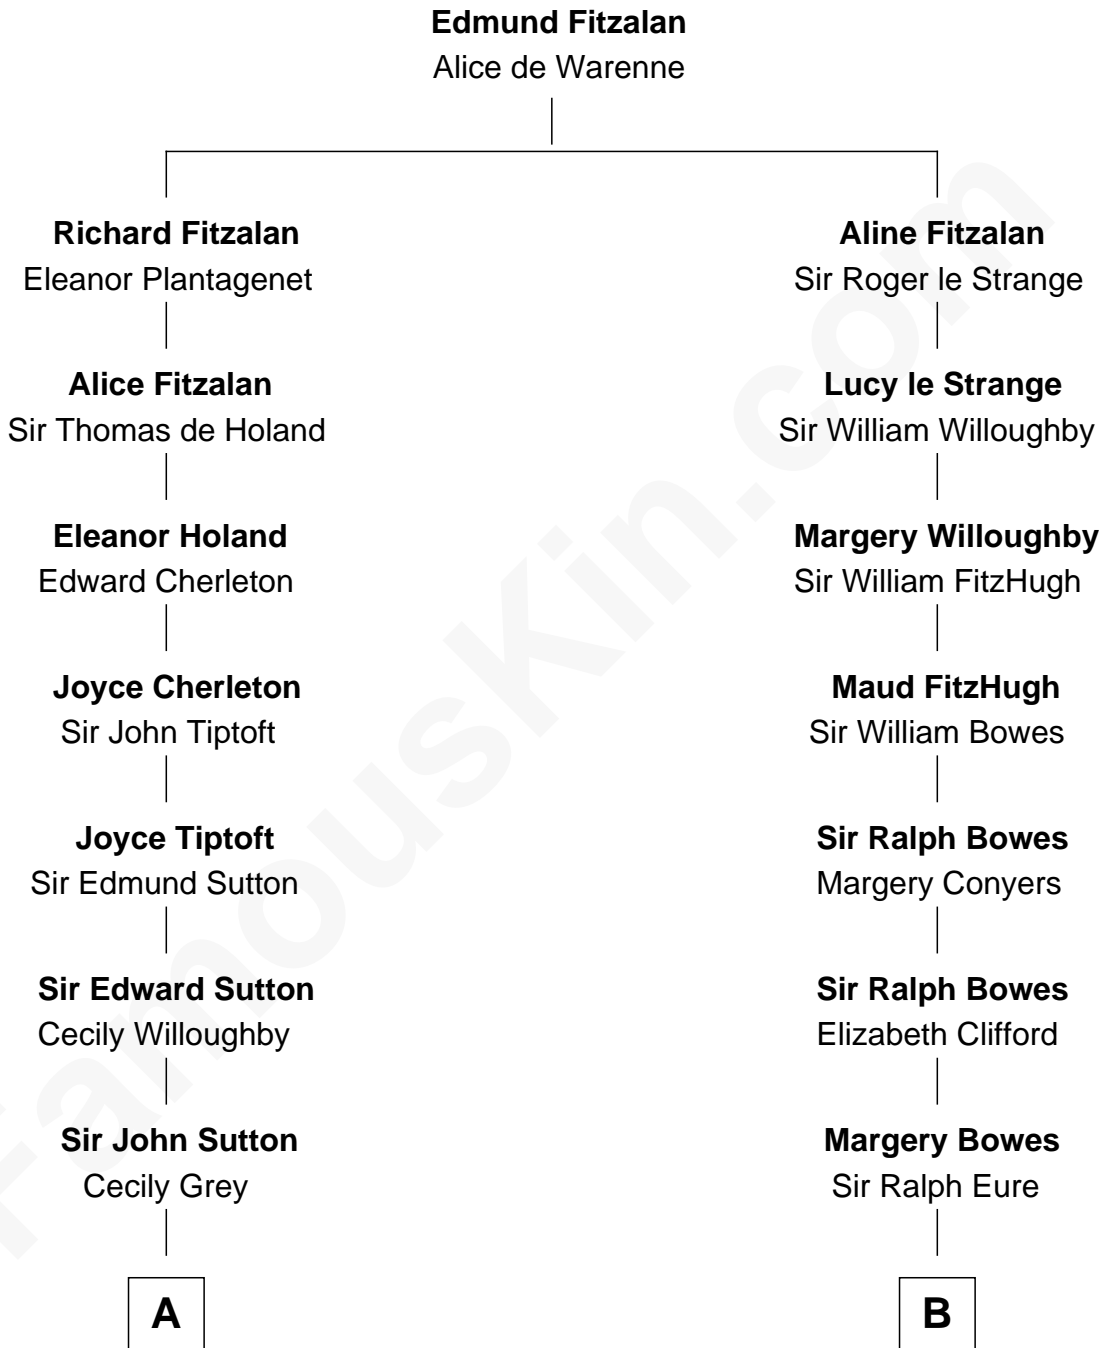 Edmund Fitzalan
Alice de Warenne
Richard Fitzalan
Eleanor Plantagenet
Aline Fitzalan
Sir Roger le Strange
Alice Fitzalan
Sir Thomas de Holand
Lucy le Strange
Sir William Willoughby
Eleanor Holand
Edward Cherleton
Margery Willoughby
Sir William FitzHugh
Joyce Cherleton
Sir John Tiptoft
Maud FitzHugh
Sir William Bowes
Joyce Tiptoft
Sir Edmund Sutton
Sir Ralph Bowes
Margery Conyers
Sir Edward Sutton
Cecily Willoughby
Sir Ralph Bowes
Elizabeth Clifford
Sir John Sutton
Cecily Grey
Margery Bowes
Sir Ralph Eure
A
B
FamousKin.com